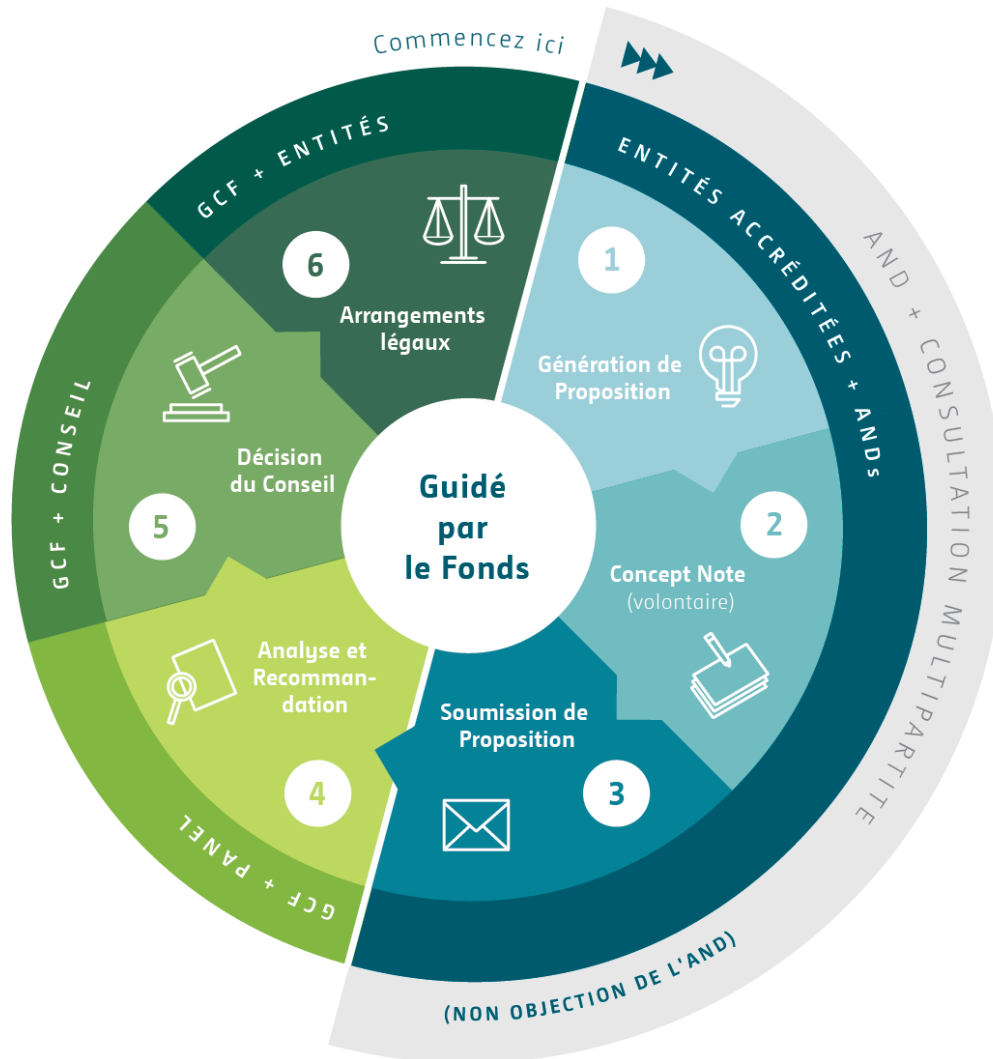 Commencez ici
GCF + ENTITÉS
ENTITÉS ACCRÉDITÉES + ANDs
AND + CONSULTATION MULTIPARTITE
(NON OBJECTION DE L'AND)
GCF + PANEL
GCF + CONSEIL
Guidé
par
le Fonds
1
Génération de
Proposition
2
Concept Note
(volontaire)
Soumission de
Proposition
3
Analyse et
Recomman-
dation
4
Décision
du Conseil
5
6
Arrangements
légaux